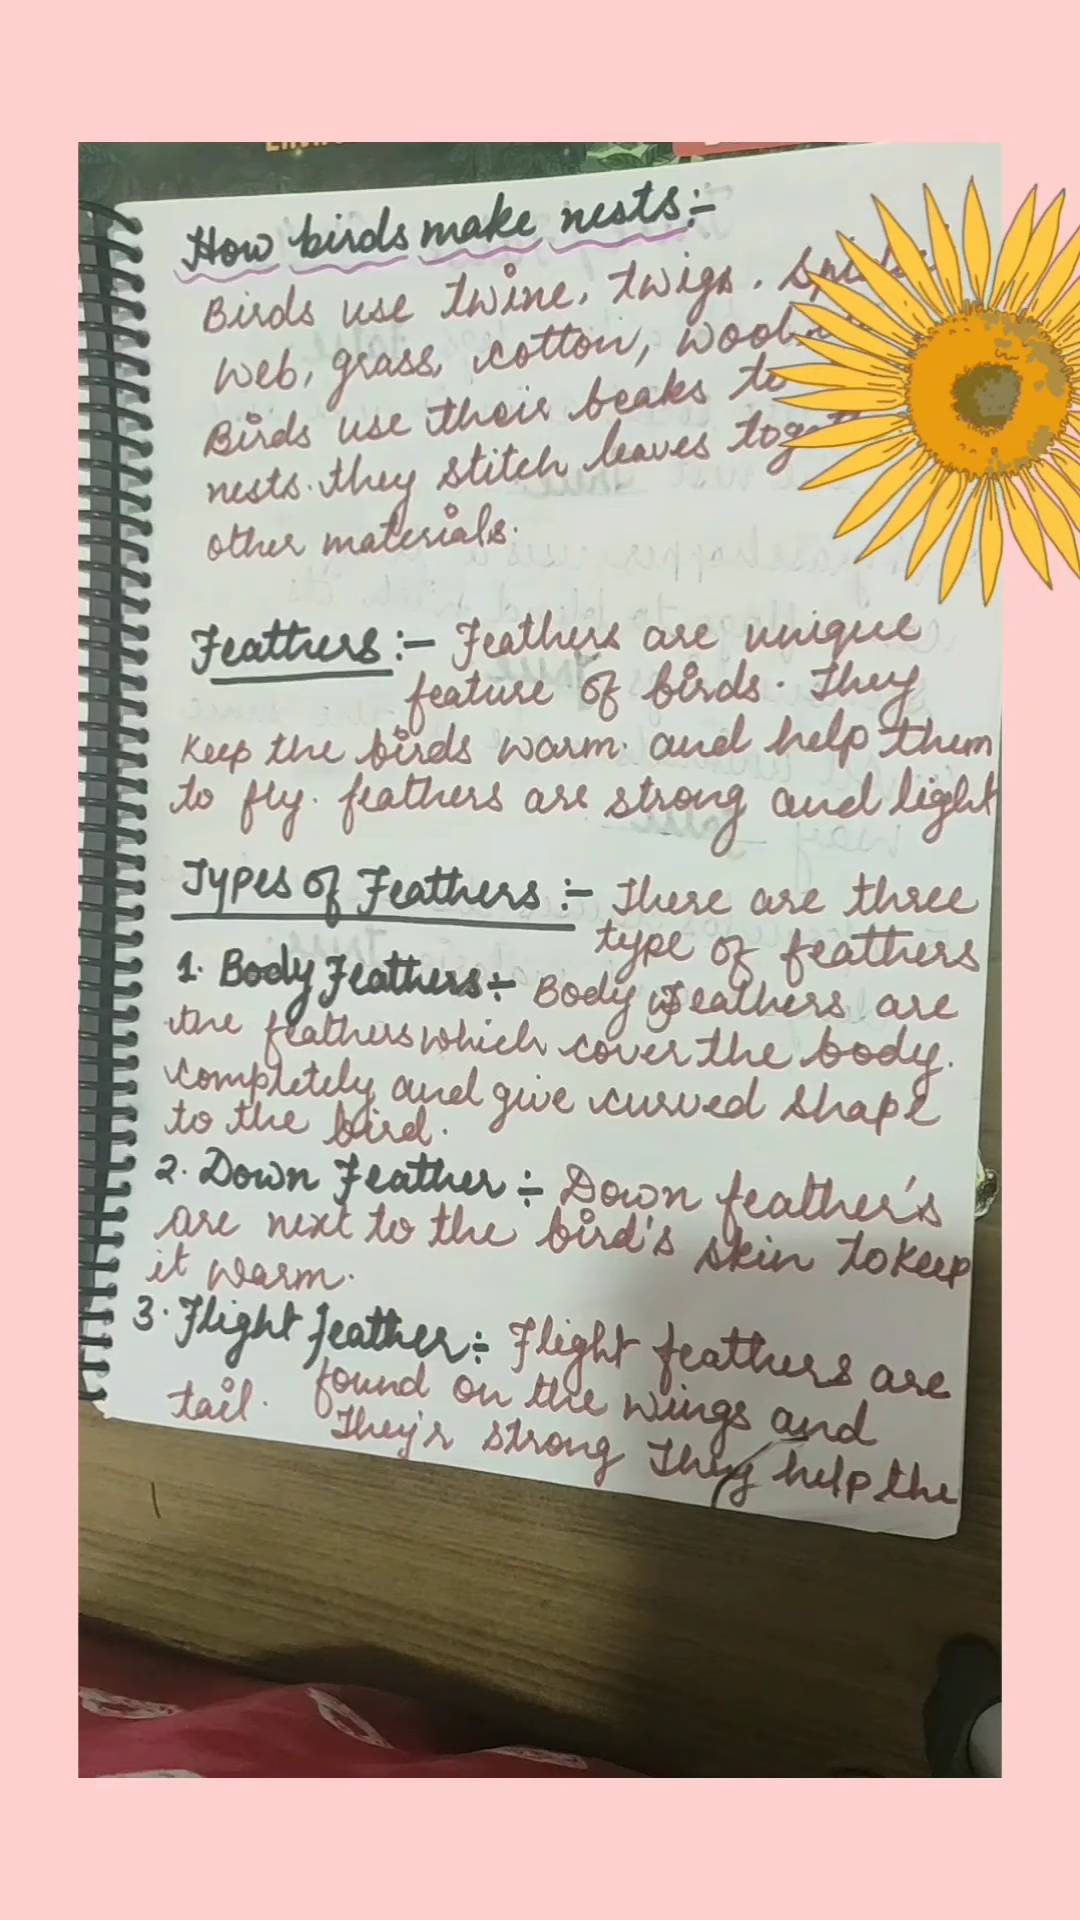 How birds make nests:-
Birds use twine, twigs, spider
web, grass, cotton, wool
Birds use their beaks to
nests. they stitch leaves
other materials.
Feathers :- Feathers are unique
feature of birds. They
keep the birds warm. and help them
to fly. feathers are strong and light
Types of Feathers :- There are three
type of feathers
1. Body Feathers:- Body feathers are
the feathers which cover the body.
completely and give curved shape
to the bird.
2. Down Feather :- Down feather's
are next to the bird's skin to keep
it warm.
3. Flight feather:- Flight feathers are
found on the wings and
tail. They's strong They help the